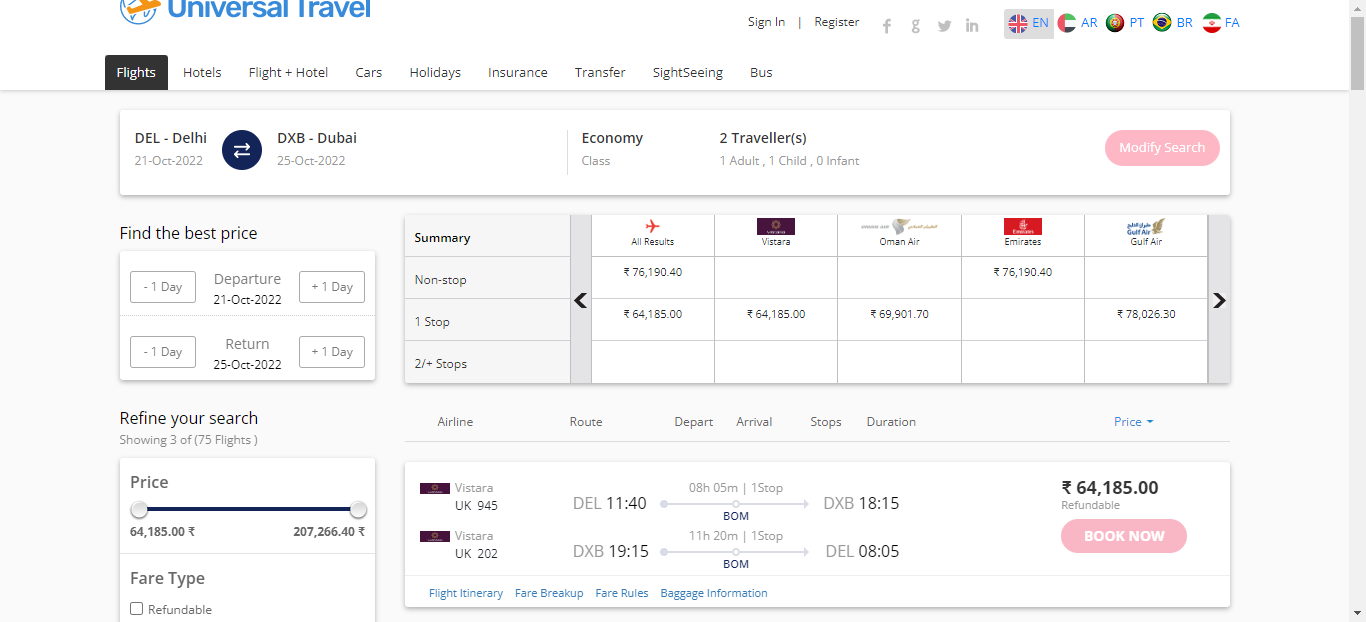 Universal Travel
Sign In | Register
EN AR PT BR FA
Flights Hotels Flight + Hotel Cars Holidays Insurance Transfer SightSeeing Bus
DEL - Delhi DXB - Dubai Economy 2 Traveller(s)
21-Oct-2022 25-Oct-2022 Class 1 Adult , 1 Child , 0 Infant
Modify Search
Find the best price
- 1 Day Departure + 1 Day
21-Oct-2022
- 1 Day Return + 1 Day
25-Oct-2022
Summary All Results Vistara Oman Air Emirates Gulf Air
Non-stop ₹ 76,190.40 ₹ 76,190.40
1 Stop ₹ 64,185.00 ₹ 64,185.00 ₹ 69,901.70 ₹ 78,026.30
2/+ Stops
Refine your search
Showing 3 of (75 Flights )
Price
64,185.00 ₹ 207,266.40 ₹
Fare Type
Refundable
Airline Route Depart Arrival Stops Duration Price
Vistara 08h 05m | 1Stop
UK 945 DEL 11:40 DXB 18:15
BOM
Vistara 11h 20m | 1Stop
UK 202 DXB 19:15 DEL 08:05
BOM
₹ 64,185.00
Refundable
BOOK NOW
Flight Itinerary Fare Breakup Fare Rules Baggage Information